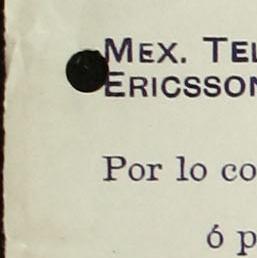 MEX. TEL
ERICSSON
Por lo co
ó p